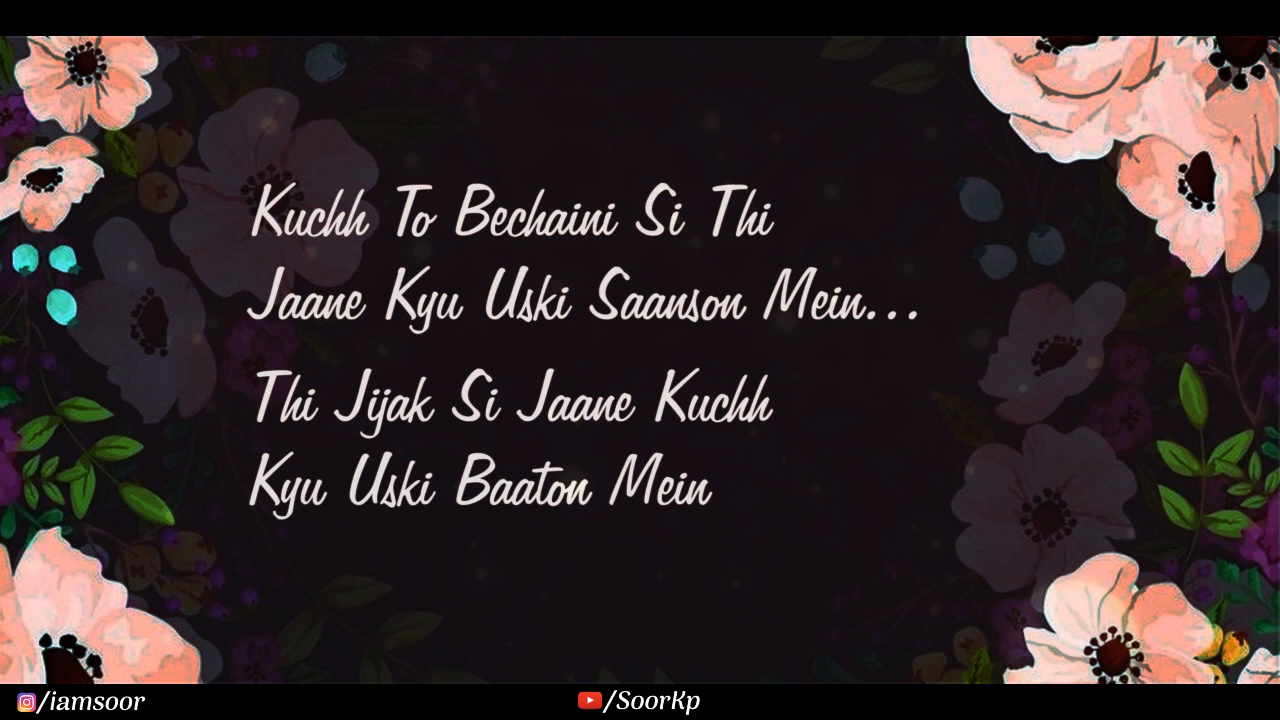 Kuchh To Bechaini Si Thi
Jaane Kyu Uski Saanson Mein...
Thi Jijak Si Jaane Kuchh
Kyu Uski Baaton Mein
/iamsoor
/SoorKp